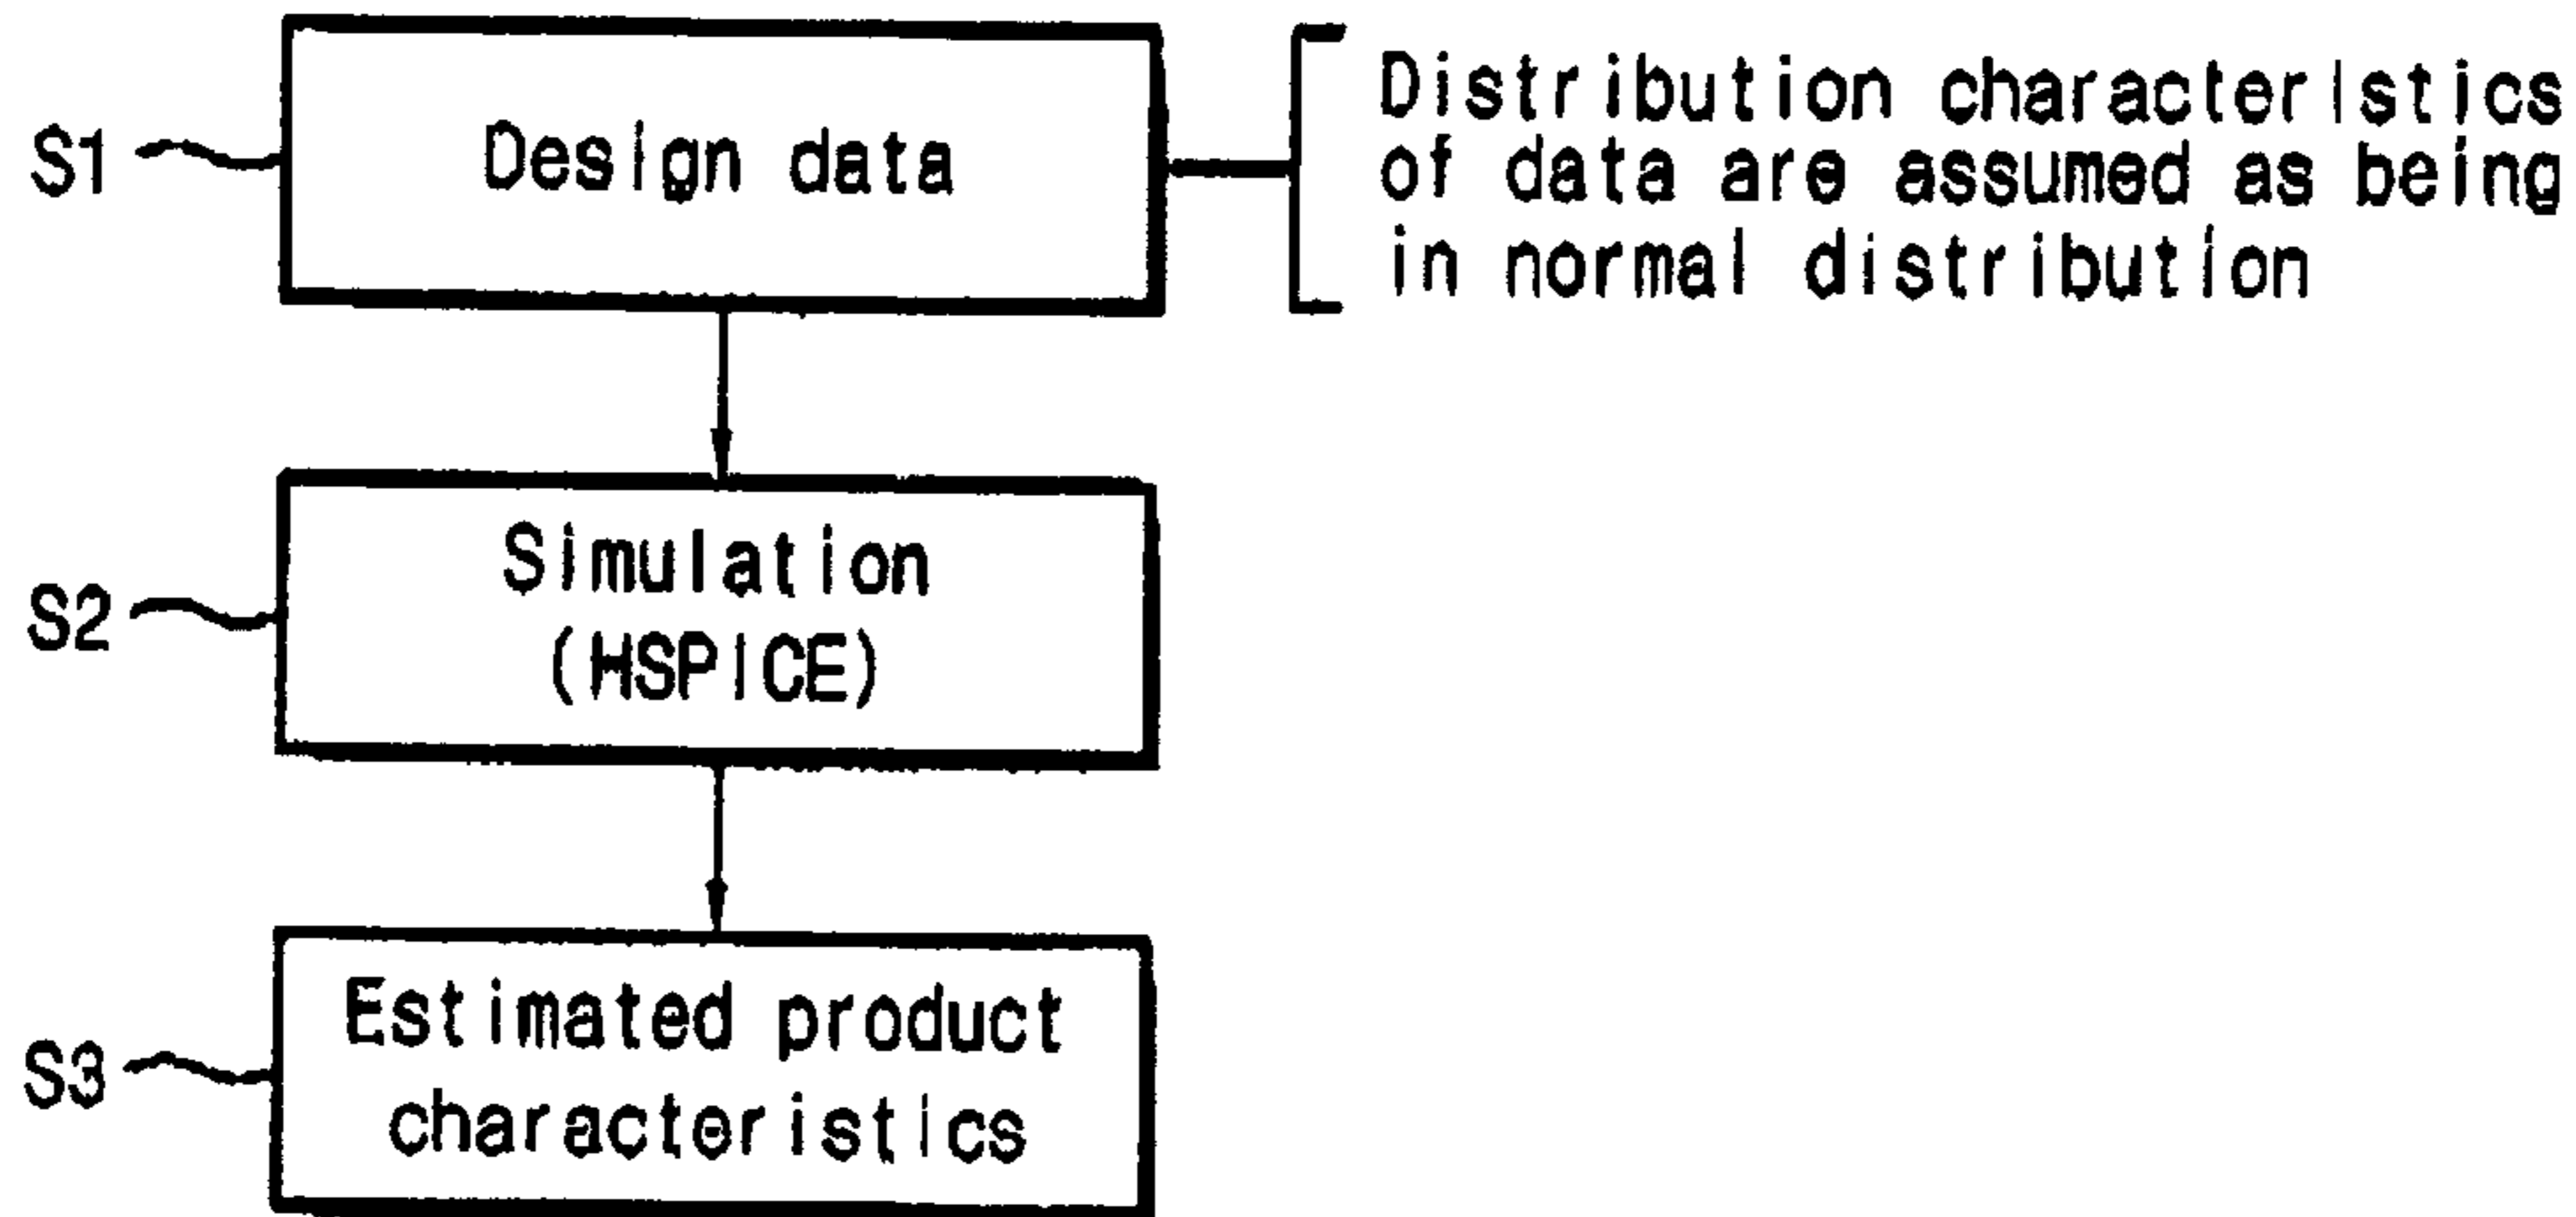 S1
Design data
Distribution characteristics
of data are assumed as being
in normal distribution
S2
Simulation
(HSPICE)
S3
Estimated product
characteristics